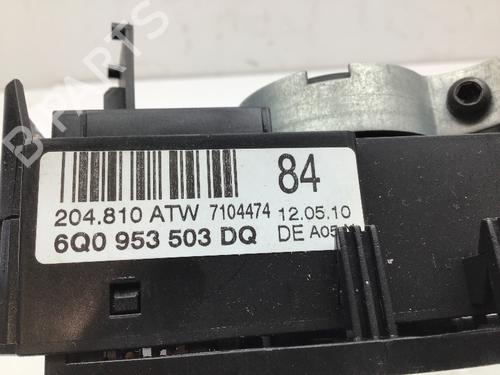 84
204.810 ATW 7104474 12.05.10
6Q0 953 503 DQ DE A05
B-PARTS